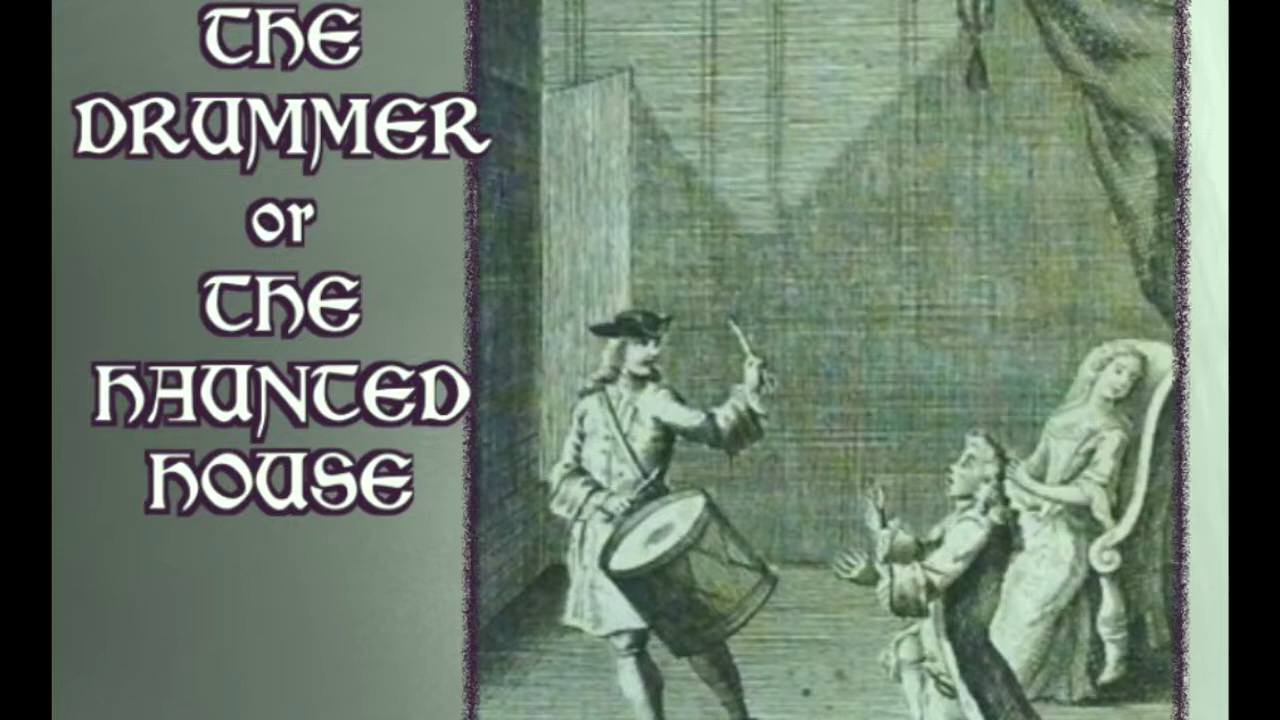 THE
DRUMMER
or
THE
HAUNTED
HOUSE